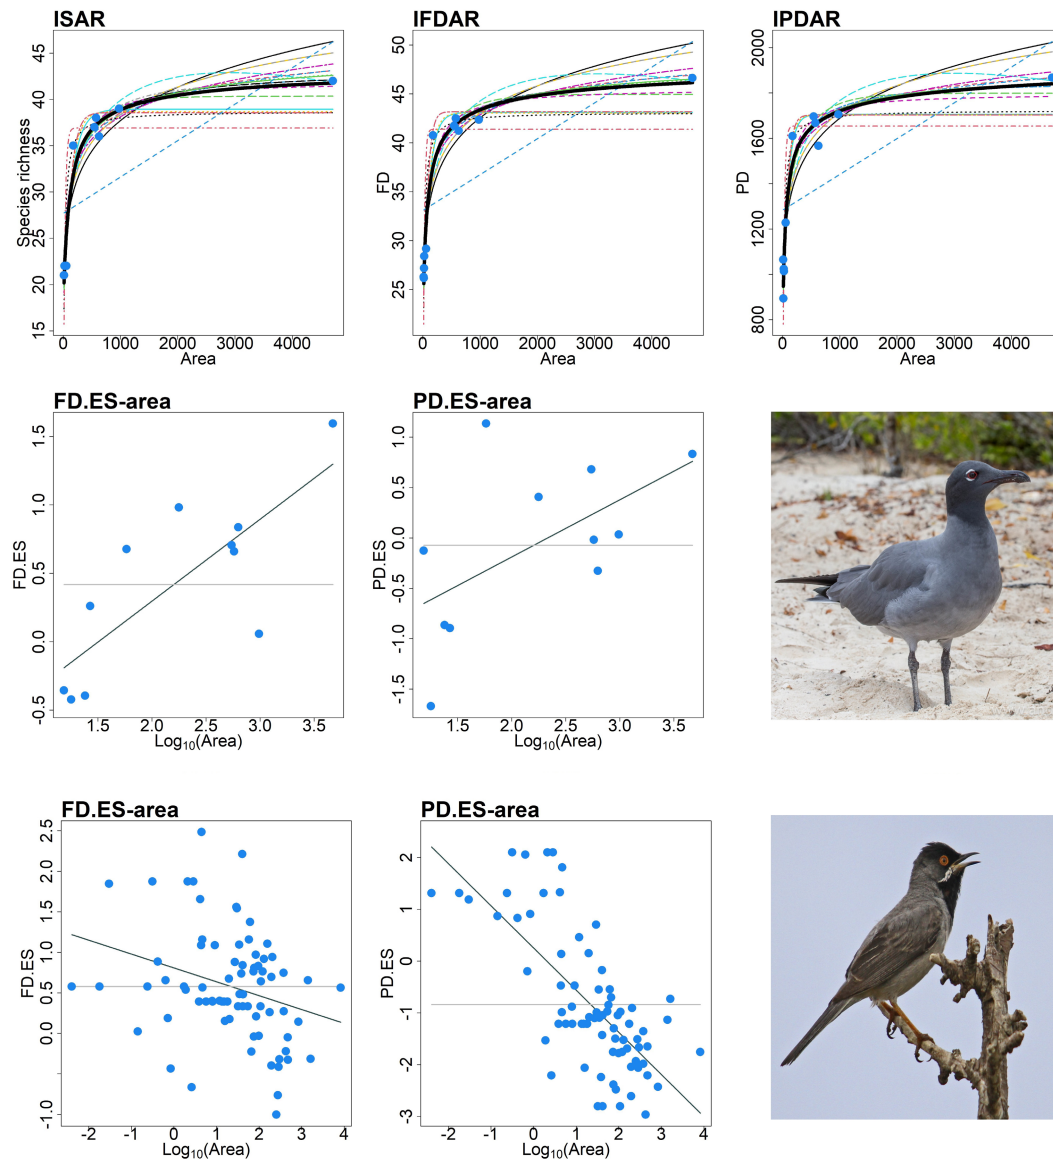 ISAR
IFDAR
IPDAR
Species richness
15 20 25 30 35 40 45
0 1000 2000 3000 4000
Area
FD
25 30 35 40 45 50
0 1000 2000 3000 4000
Area
PD
800 1200 1600 2000
0 1000 2000 3000 4000
Area
FD.ES-area
PD.ES-area
FD.ES
-0.5 0.0 0.5 1.0 1.5
1.5 2.0 2.5 3.0 3.5
Log10(Area)
PD.ES
-1.5 -1.0 -0.5 0.0 0.5 1.0
1.5 2.0 2.5 3.0 3.5
Log10(Area)
FD.ES-area
PD.ES-area
FD.ES
-1.0 0.0 0.5 1.0 1.5 2.0 2.5
-2 -1 0 1 2 3 4
Log10(Area)
PD.ES
-3 -2 -1 0 1 2
-2 -1 0 1 2 3 4
Log10(Area)